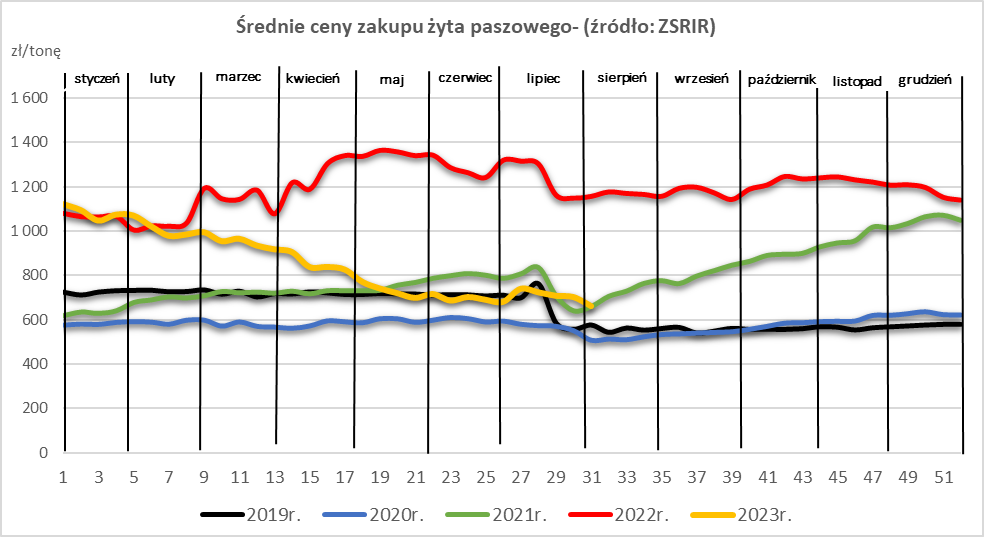 Średnie ceny zakupu żyta paszowego- (źródło: ZSRIR)
zł/tonę
styczeń luty marzec kwiecień maj czerwiec lipiec sierpień wrzesień październik listopad grudzień
1 600
1 400
1 200
1 000
800
600
400
200
0
1 3 5 7 9 11 13 15 17 19 21 23 25 27 29 31 33 35 37 39 41 43 45 47 49 51
2019r. 2020r. 2021r. 2022r. 2023r.